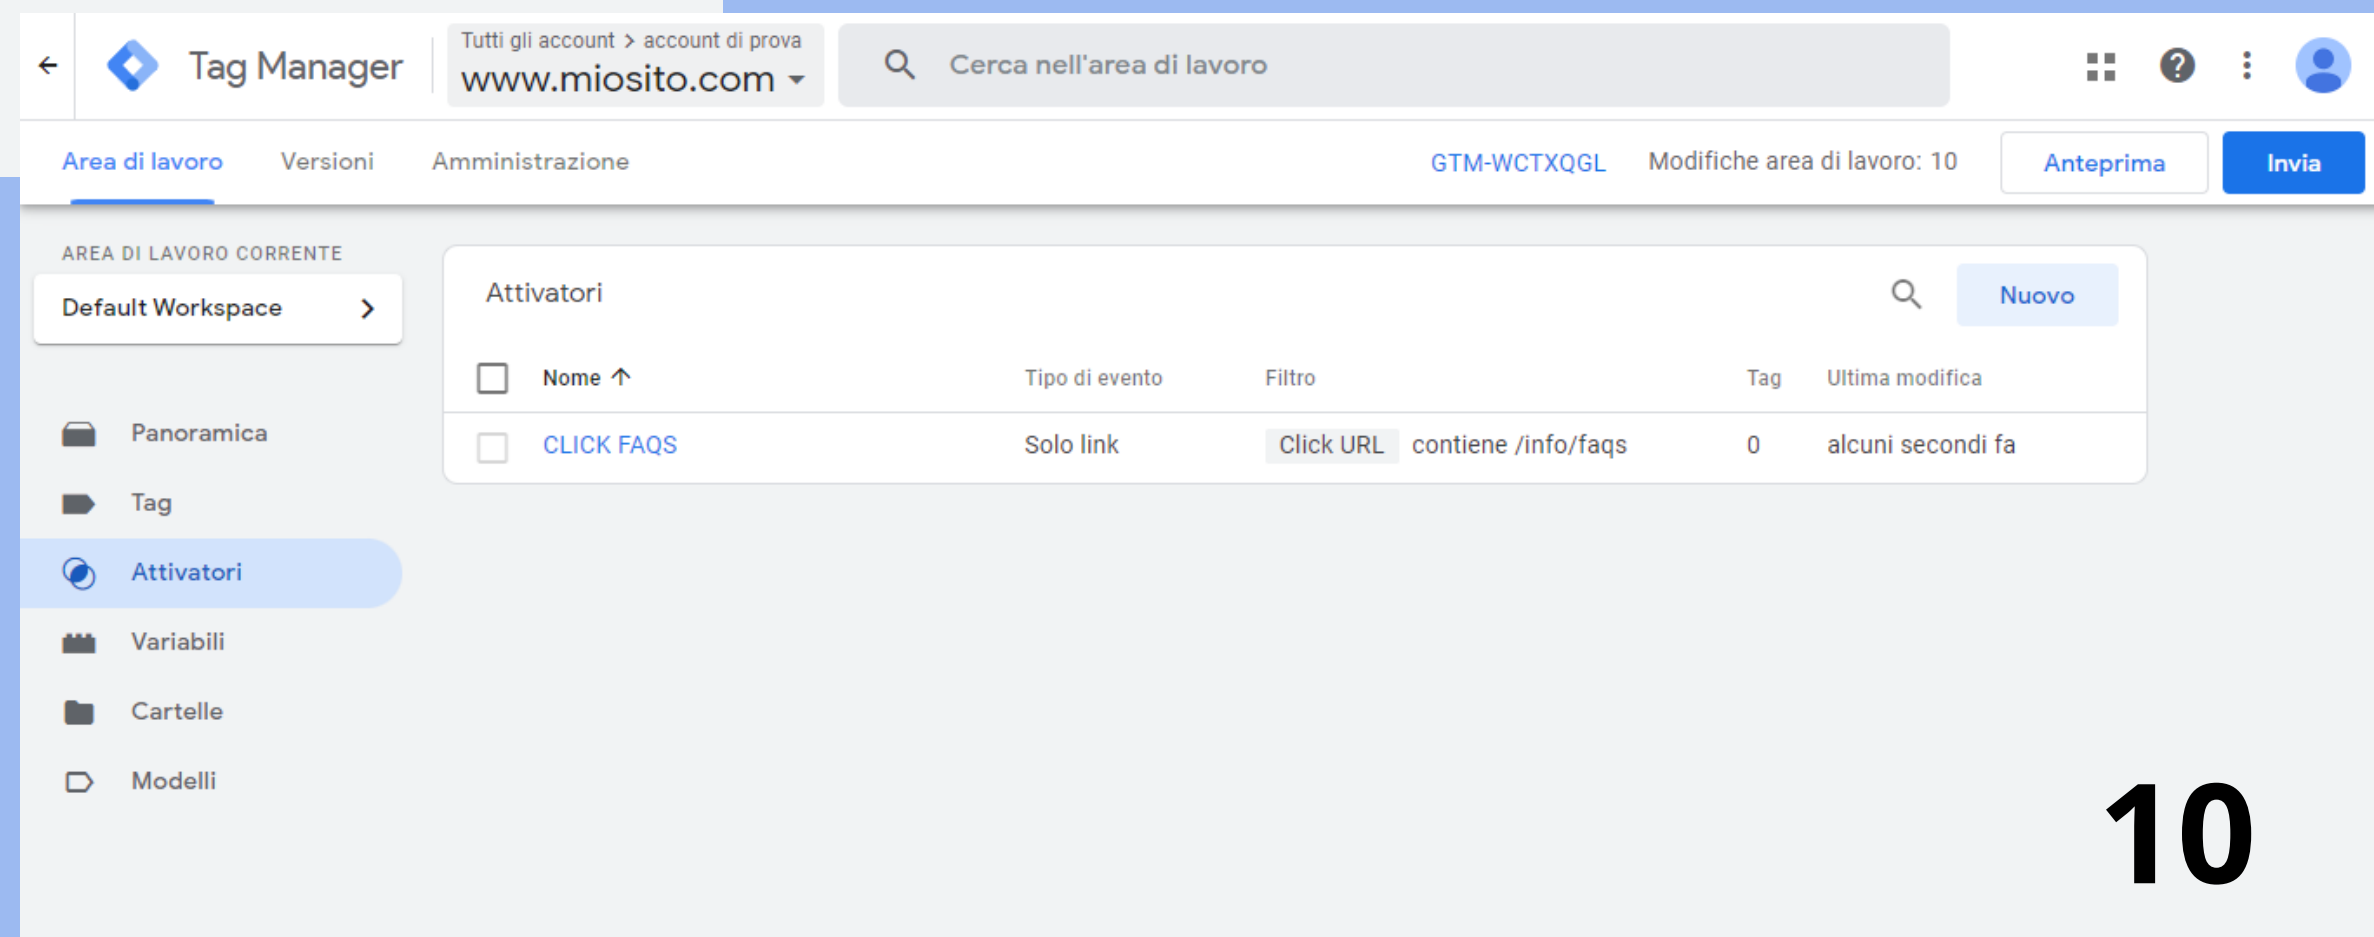 Tag Manager
Tutti gli account > account di prova
www.miosito.com
Cerca nell'area di lavoro
Area di lavoro Versioni Amministrazione GTM-WCTXQGL Modifiche area di lavoro: 10 Anteprima Invia
AREA DI LAVORO CORRENTE
Default Workspace
Attivatori Nuovo
Nome Tipo di evento Filtro Tag Ultima modifica
CLICK FAQS Solo link Click URL contiene /info/faqs 0 alcuni secondi fa
Panoramica
Tag
Attivatori
Variabili
Cartelle
Modelli
10